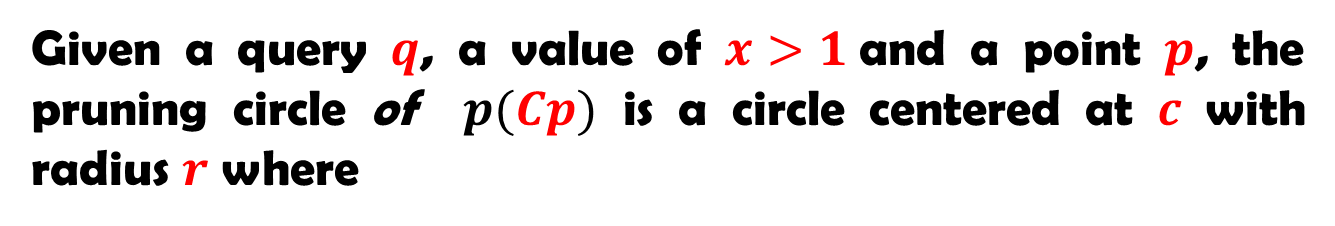 Given a query q, a value of x > 1 and a point p, the
pruning circle of p(Cp) is a circle centered at c with
radius r where